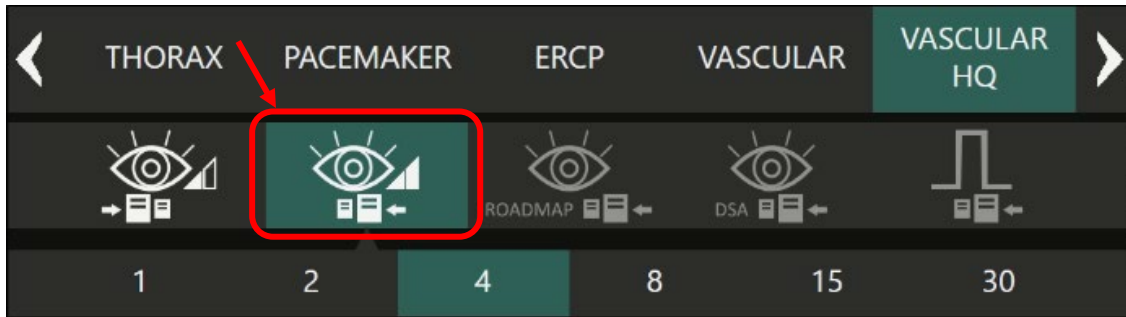 THORAX PACEMAKER ERCP VASCULAR VASCULAR
HQ
ROADMAP DSA
1 2 4 8 15 30